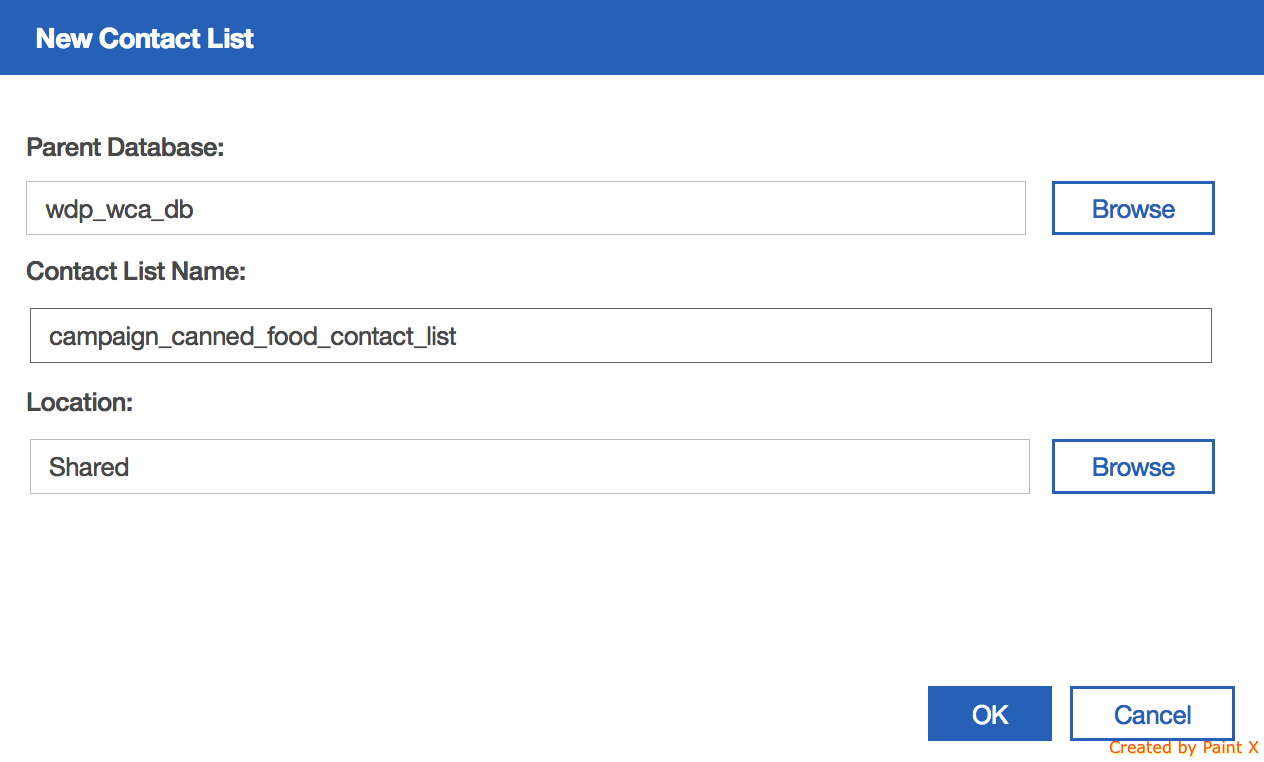 New Contact List
Parent Database:
wdp_wca_db
Browse
Contact List Name:
campaign_canned_food_contact_list
Location:
Shared
Browse
OK
Cancel
Created by Paint X